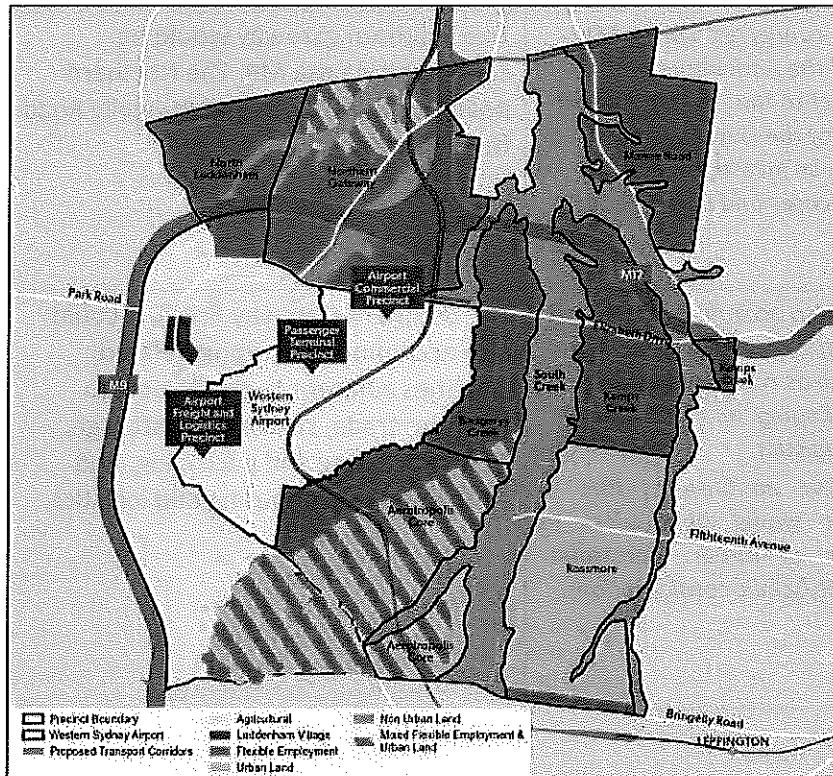 North
Luddenham
Northern
Gateway
Mamre Road
M12
Park Road
Airport
Commercial
Precinct
Passenger
Terminal
Precinct
Elizabeth Drive
Kemps
Creek
M9
Airport
Freight and
Logistics
Precinct
Western
Sydney
Airport
South
Creek
Kemps
Creek
Badgerys
Creek
Aerotropolis
Core
Fifthteenth Avenue
Rossmore
Aerotropolis
Core
Bringelly Road
LEPPINGTON
Precinct Boundary
Western Sydney Airport
Proposed Transport Corridors
Agricultural
Luddenham Village
Flexible Employment
Urban Land
Non Urban Land
Mixed Flexible Employment &
Urban Land